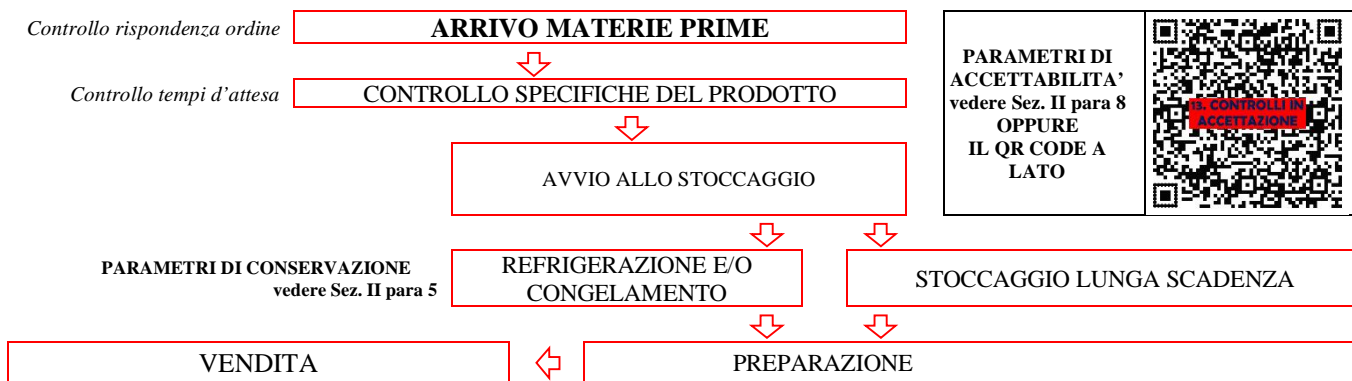 Controllo rispondenza ordine
ARRIVO MATERIE PRIME
Controllo tempi d'attesa
CONTROLLO SPECIFICHE DEL PRODOTTO
PARAMETRI DI
ACCETTABILITA'
vedere Sez. II para 8
OPPURE
IL QR CODE A
LATO
13. CONTROLLI IN
ACCETTAZIONE
AVVIO ALLO STOCCAGGIO
PARAMETRI DI CONSERVAZIONE
vedere Sez. II para 5
REFRIGERAZIONE E/O
CONGELAMENTO
STOCCAGGIO LUNGA SCADENZA
VENDITA
PREPARAZIONE